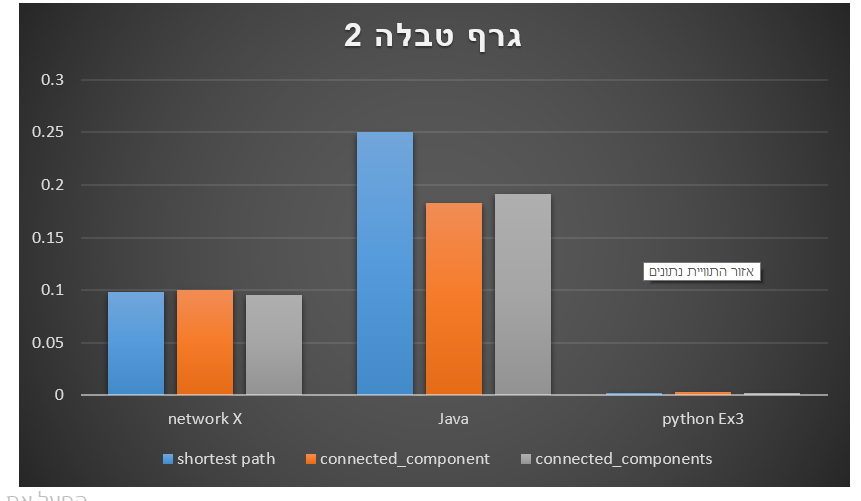 גרף טבלה 2
0.3
0.25
0.2
0.15
0.1
0.05
0
אזור התוויית נתונים
network X
Java
python Ex3
shortest path
connected_component
connected_components